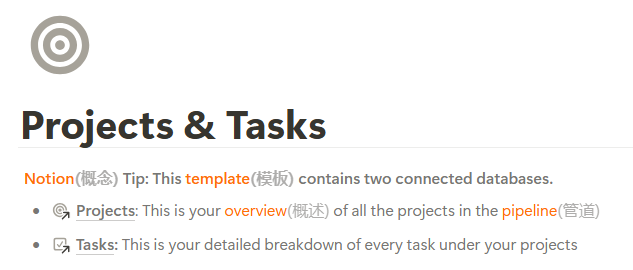 Projects & Tasks
Notion(概念) Tip: This template(模板) contains two connected databases.
Projects: This is your overview(概述) of all the projects in the pipeline(管道)
Tasks: This is your detailed breakdown of every task under your projects